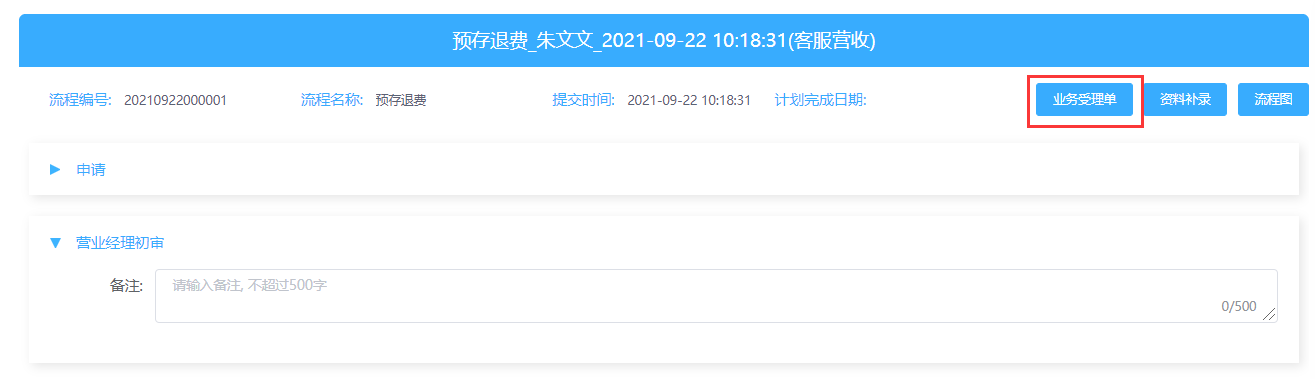 预存退费_朱文文_2021-09-22 10:18:31(客服营收)
流程编号: 20210922000001 流程名称: 预存退费 提交时间: 2021-09-22 10:18:31 计划完成日期: 业务受理单 资料补录 流程图
申请
营业经理初审
备注: 请输入备注, 不超过500字
0/500